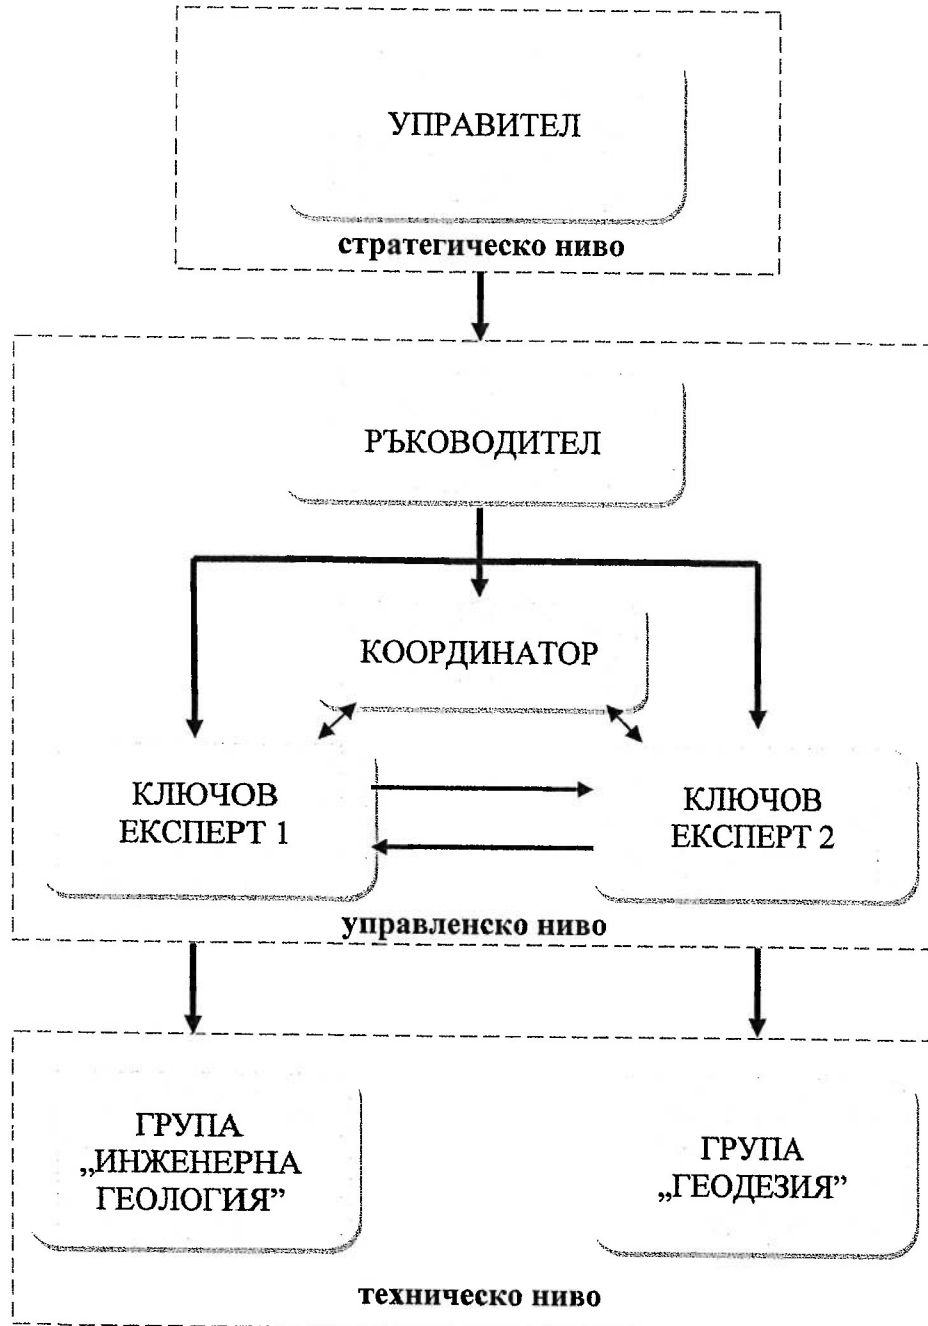 УПРАВИТЕЛ
стратегическо ниво
РЪКОВОДИТЕЛ
КООРДИНАТОР
КЛЮЧОВ
ЕКСПЕРТ 1
КЛЮЧОВ
ЕКСПЕРТ 2
управленско ниво
ГРУПА
„ИНЖЕНЕРНА
ГЕОЛОГИЯ”
ГРУПА
„ГЕОДЕЗИЯ”
техническо ниво